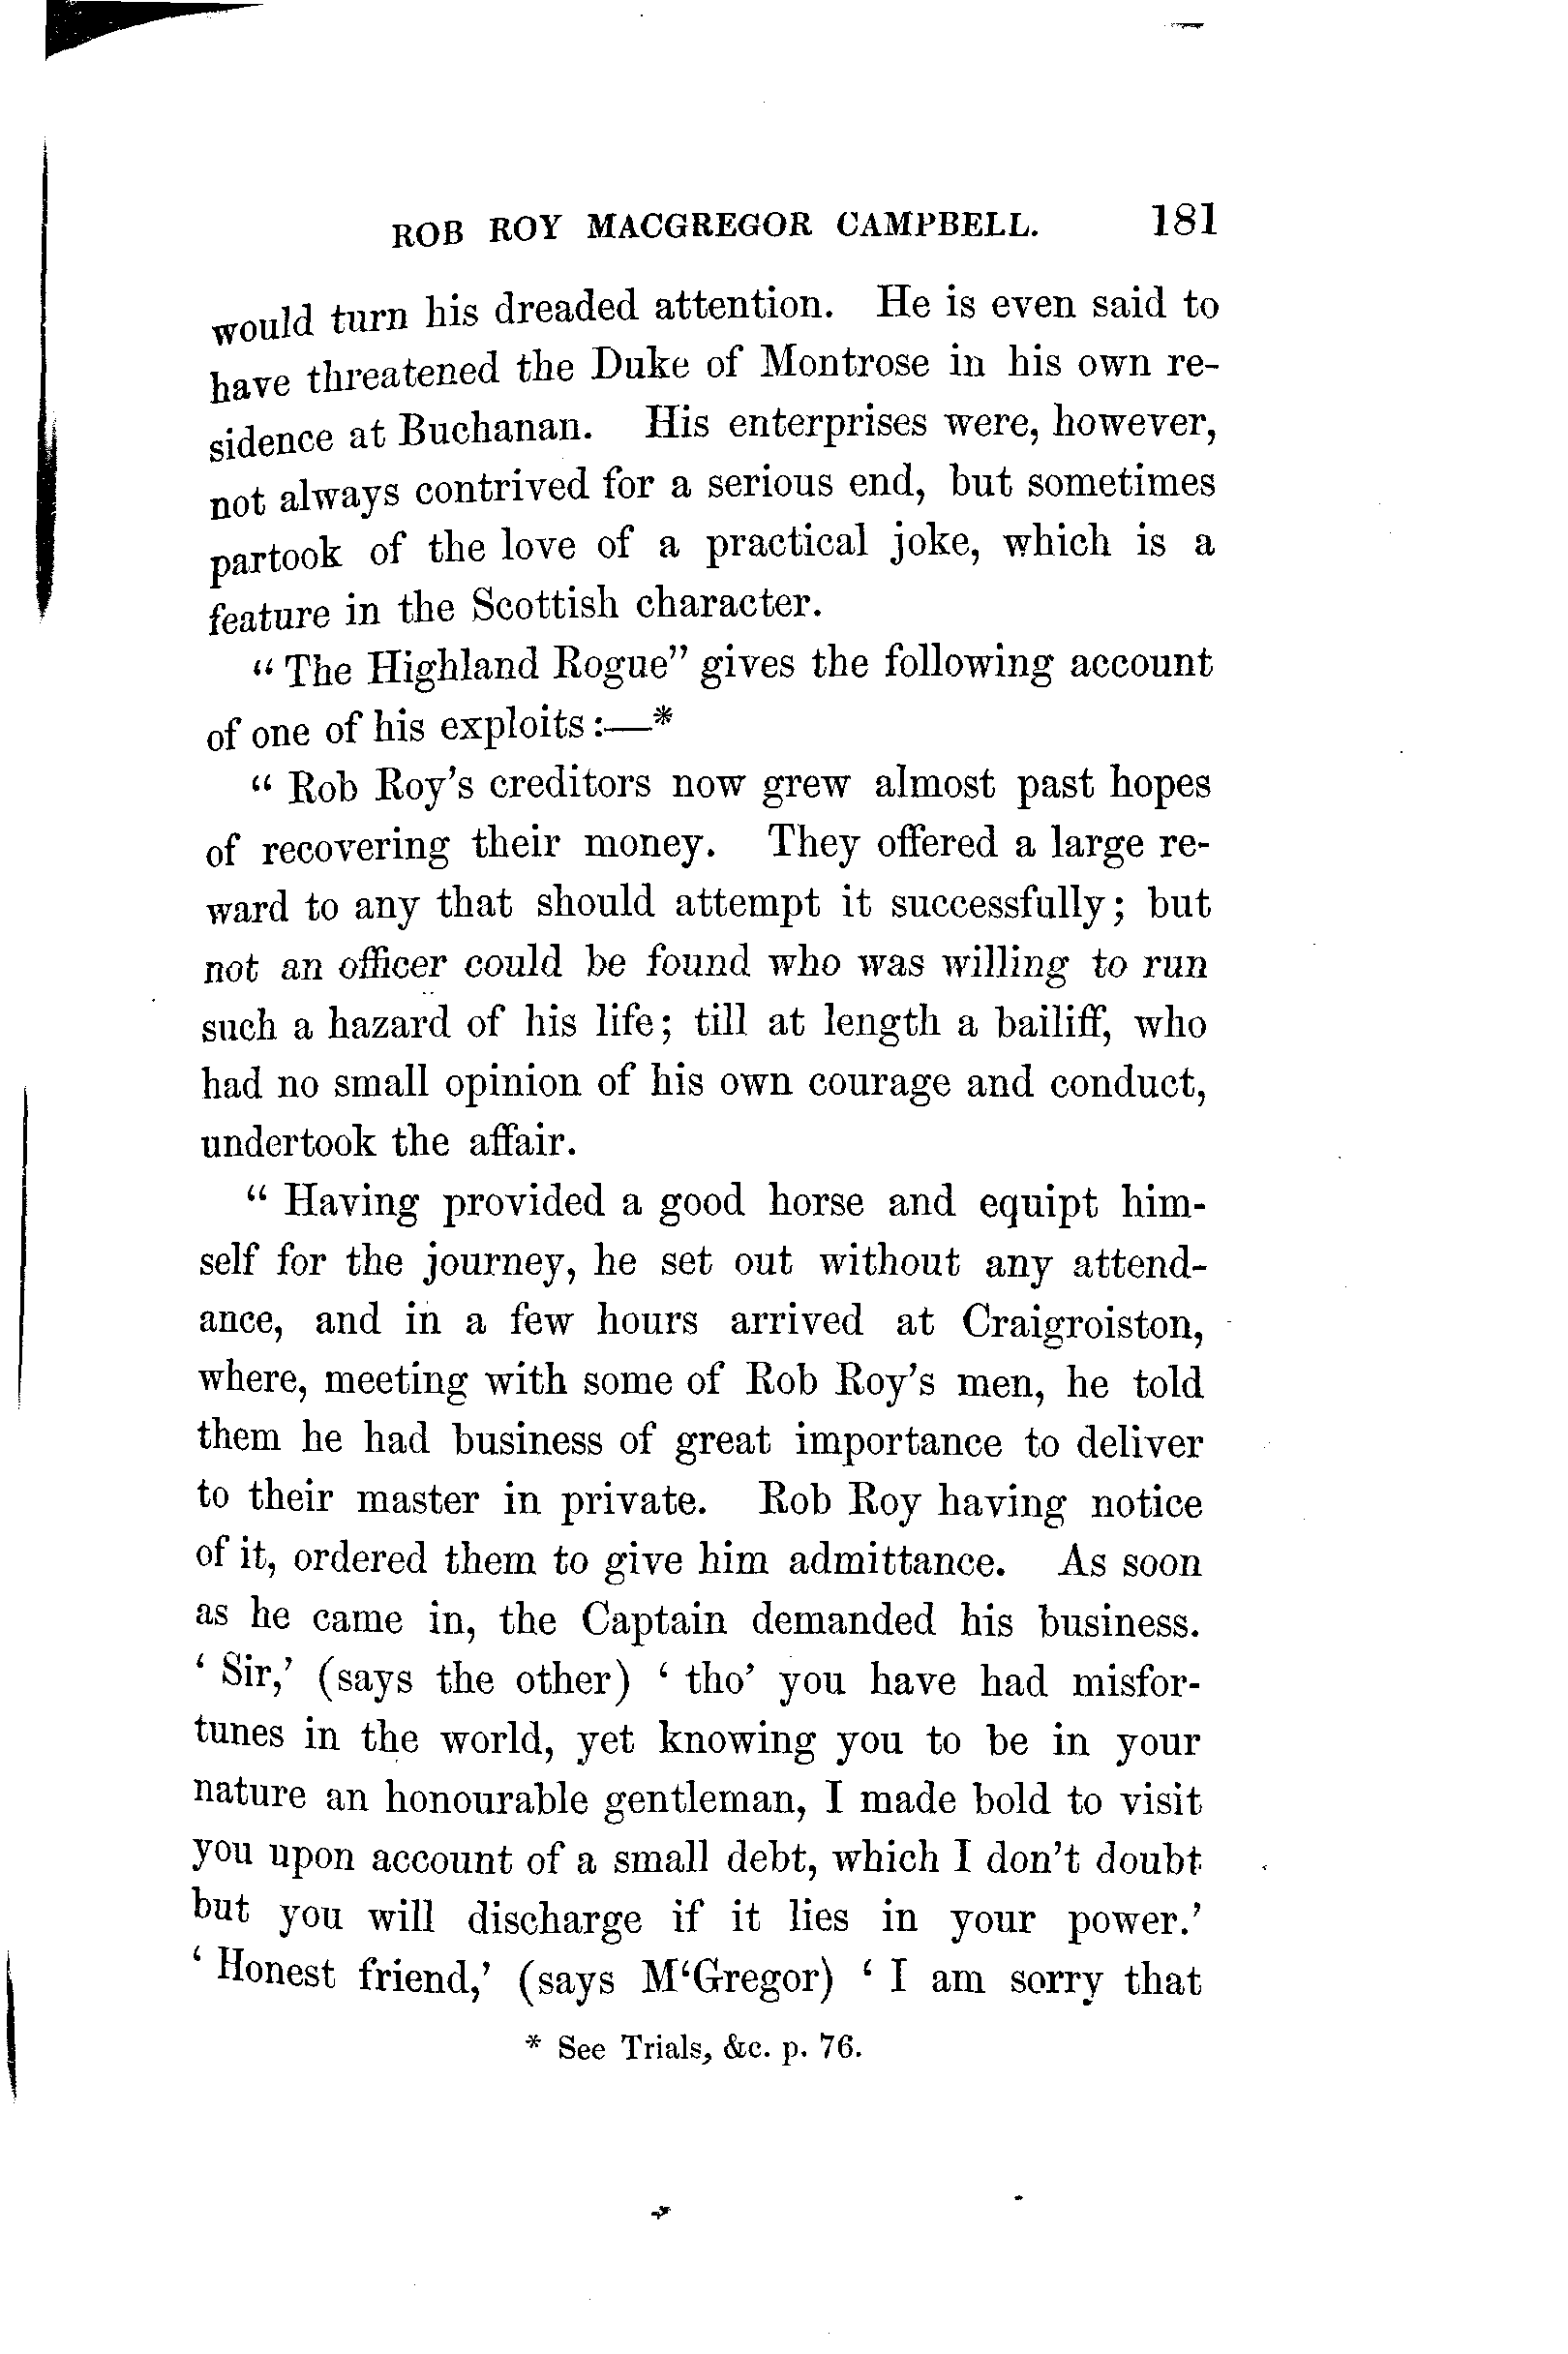 ROB ROY MACGREGOR CAMPBELL. 181
would turn his dreaded attention. He is even said to
have threatened the Duke of Montrose in his own re-
sidence at Buchanan. His enterprises were, however,
not always contrived for a serious end, but sometimes
partook of the love of a practical joke, which is a
feature in the Scottish character.
“ The Highland Rogue” gives the following account
of one of his exploits :—*
“ Rob Roy’s creditors now grew almost past hopes
of recovering their money. They offered a large re-
ward to any that should attempt it successfully; but
not an officer could be found who was willing to run
such a hazard of his life; till at length a bailiff, who
had no small opinion of his own courage and conduct,
undertook the affair.
“ Having provided a good horse and equipt him-
self for the journey, he set out without any attend-
ance, and in a few hours arrived at Craigroiston,
where, meeting with some of Rob Roy’s men, he told
them he had business of great importance to deliver
to their master in private. Rob Roy having notice
of it, ordered them to give him admittance. As soon
as he came in, the Captain demanded his business.
‘ Sir,’ (says the other) ‘ tho’ you have had misfor-
tunes in the world, yet knowing you to be in your
nature an honourable gentleman, I made bold to visit
you upon account of a small debt, which I don’t doubt
but you will discharge if it lies in your power.’
‘ Honest friend,’ (says M‘Gregor) ‘ I am sorry that
* See Trials, &c. p. 76.